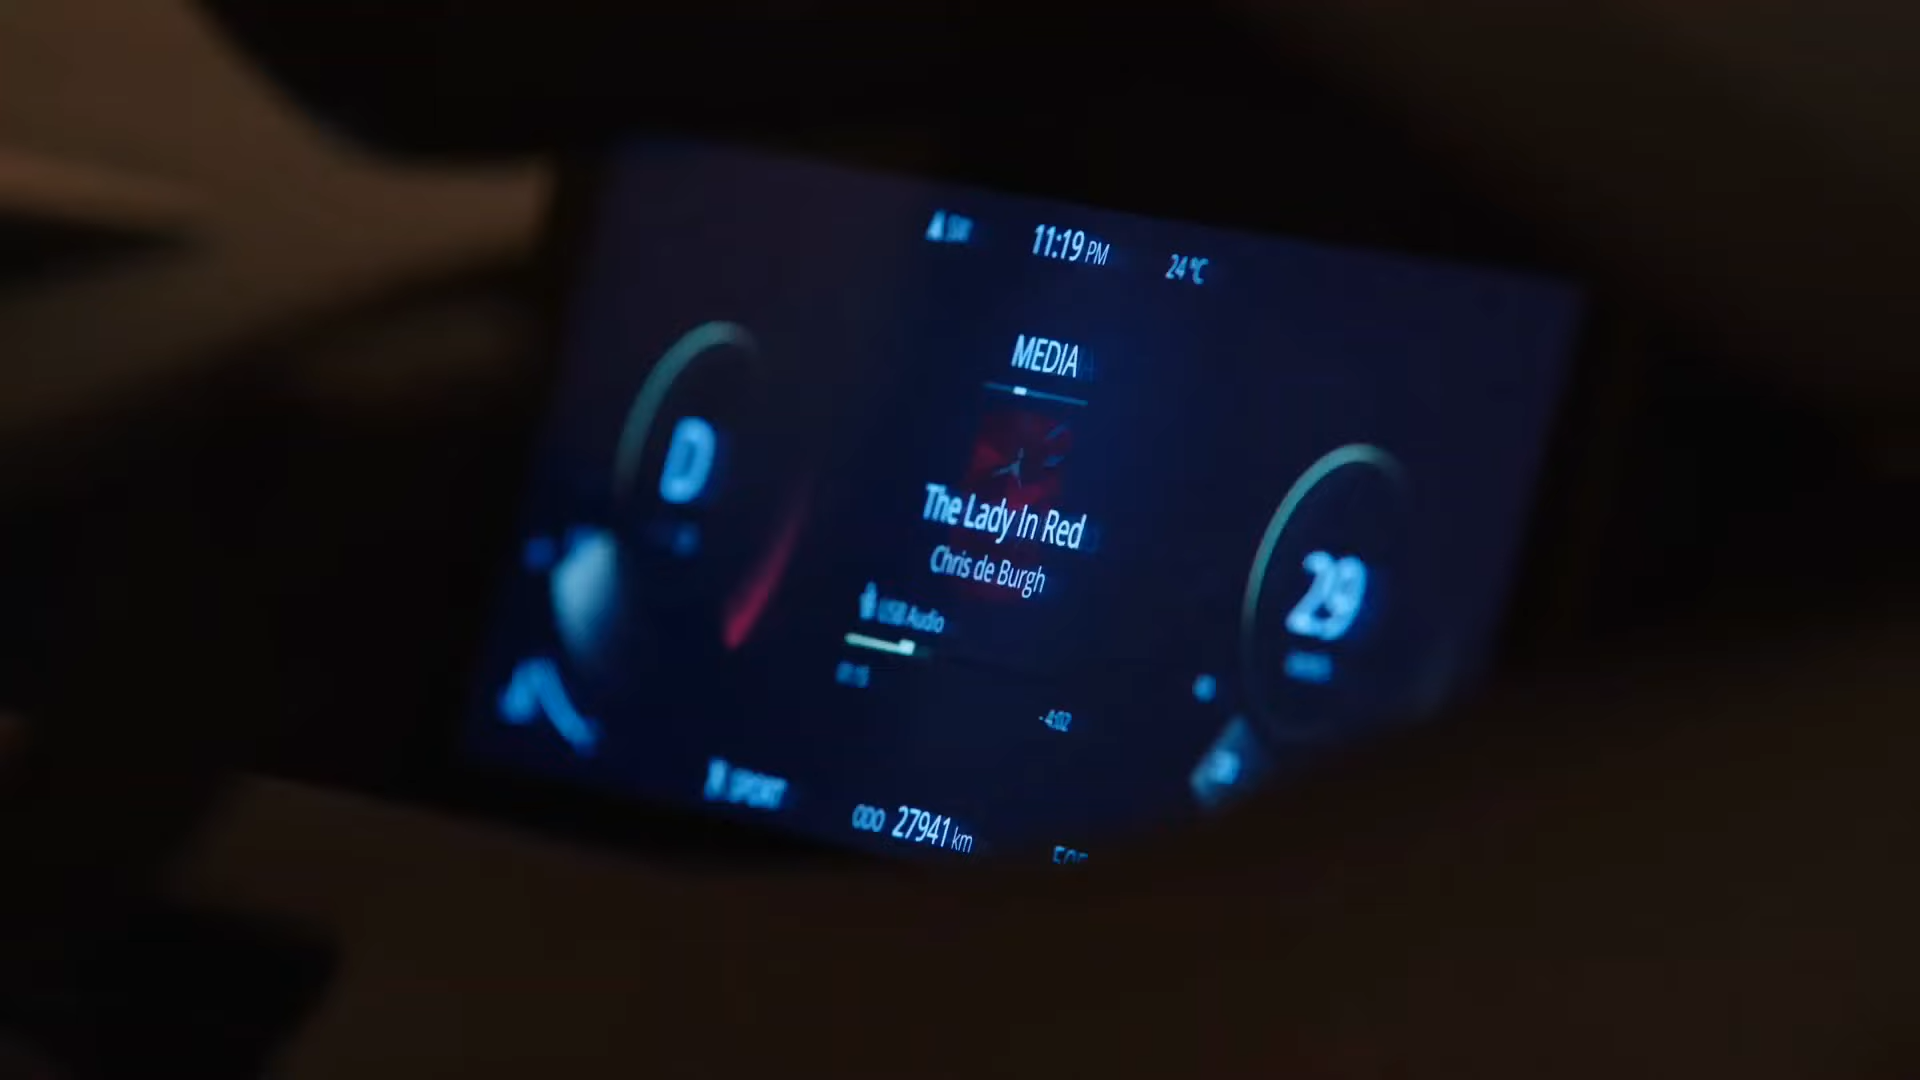 SW
11:19 PM
24 °C
MEDIA
D
The Lady In Red
Chris de Burgh
USB Audio
-4:02
29
SPORT
ODO 27941 km